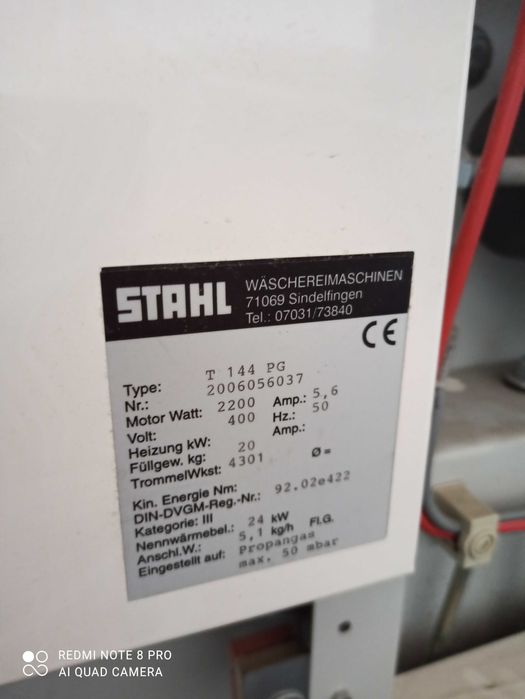 STAHL
WÄSCHEREIMASCHINEN
71069 Sindelfingen
Tel.: 07031/73840
CE
Type: T 144 PG
Nr.: 2006056037
Motor Watt: 2200 Amp.: 5,6
Volt: 400 Hz.: 50
Heizung kW: Amp.:
Füllgew. kg: 20
TrommelWkst: 4301 Ø=
Kin. Energie Nm:
DIN-DVGM-Reg.-Nr.: 92.02e422
Kategorie: III
Nennwärmebel.: 24 kW
Anschl.W.: 5,1 kg/h Fl.G.
Eingestellt auf: Propangas
max. 50 mbar
REDMI NOTE 8 PRO
AI QUAD CAMERA